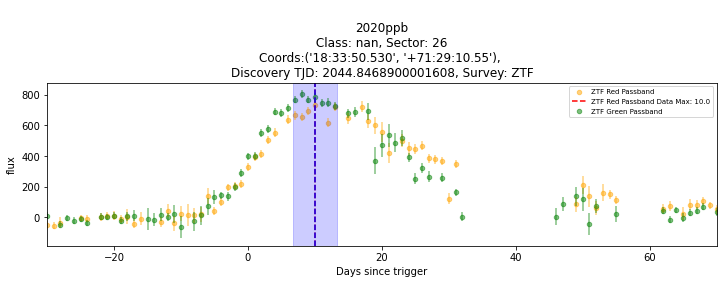 2020ppb
Class: nan, Sector: 26
Coords:('18:33:50.530', '+71:29:10.55'),
Discovery TJD: 2044.8468900001608, Survey: ZTF
ZTF Red Passband
ZTF Red Passband Data Max: 10.0
ZTF Green Passband
800
600
400
200
0
flux
−20 0 20 40 60
Days since trigger